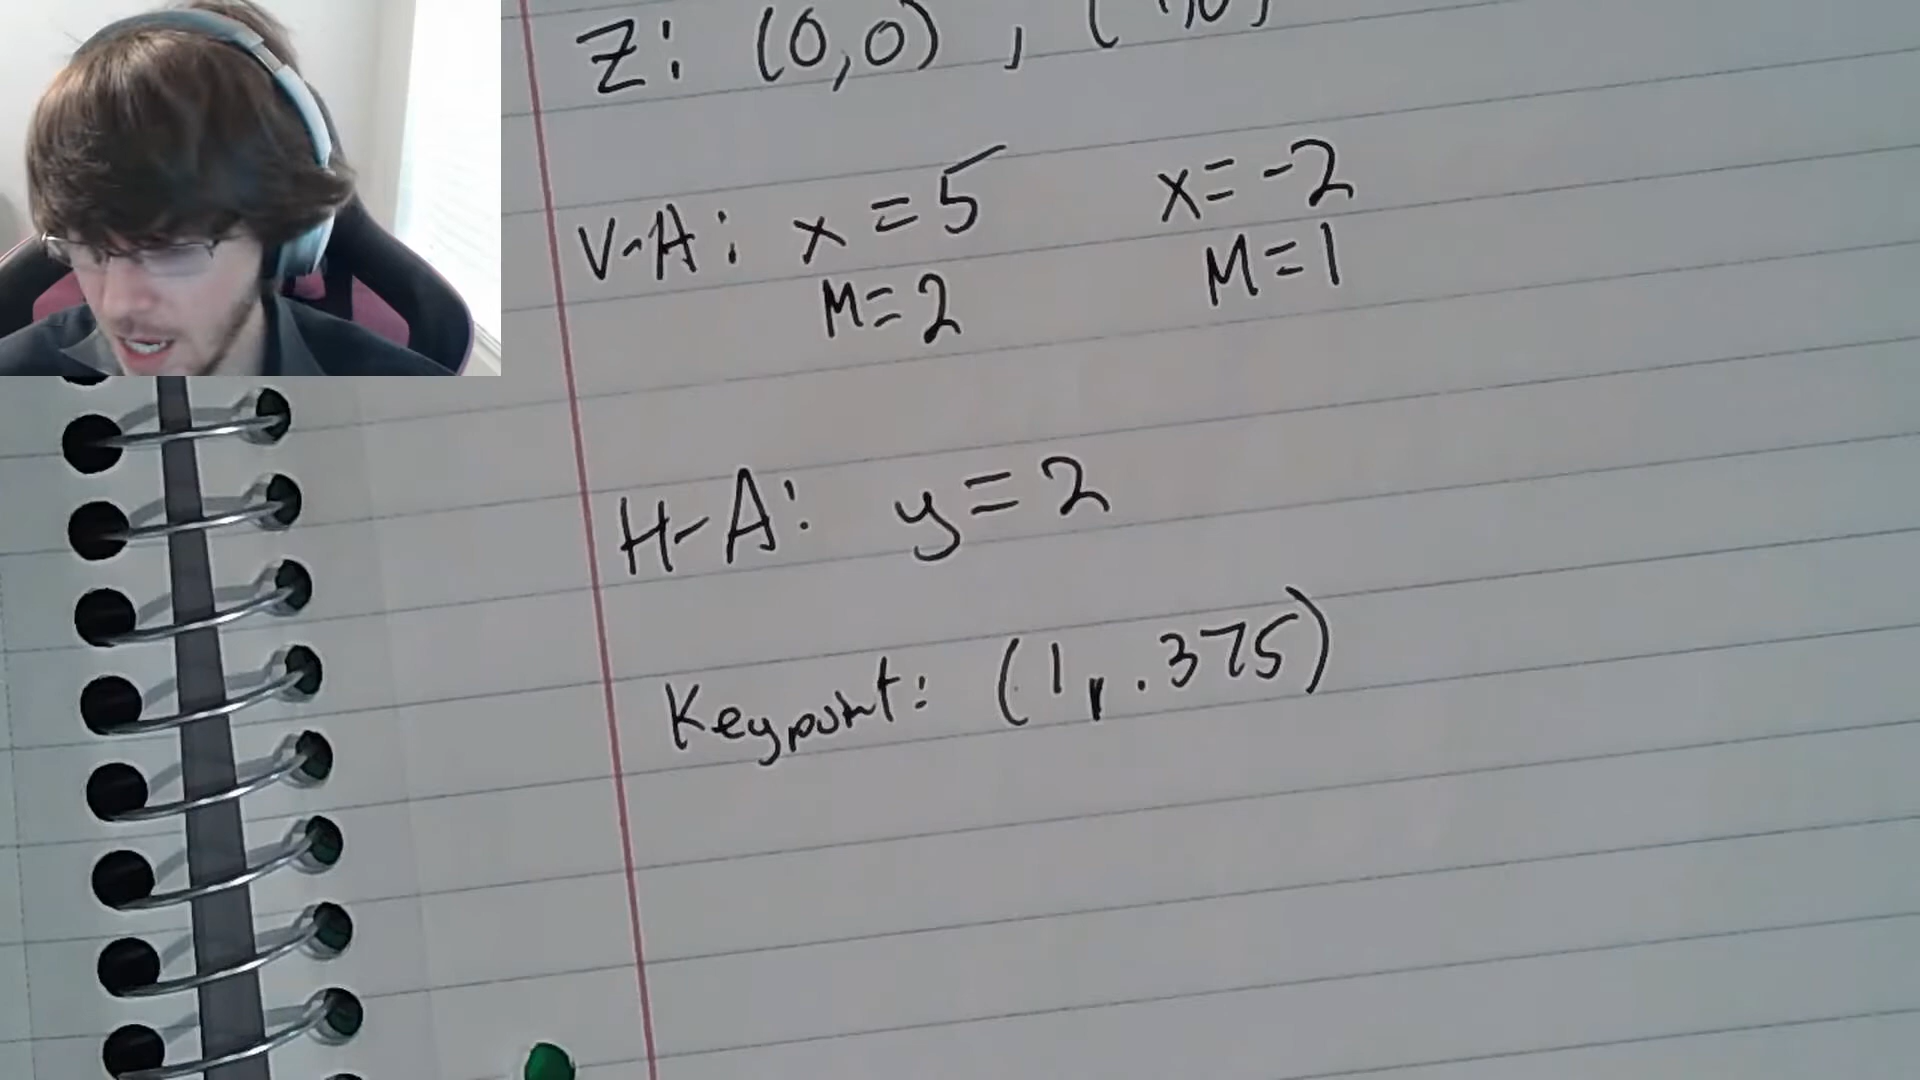 Z: (0,0) , (
V-A: x=5 x=-2
M=2 M=1
H-A: y=2
Keypoint: (1, .375)